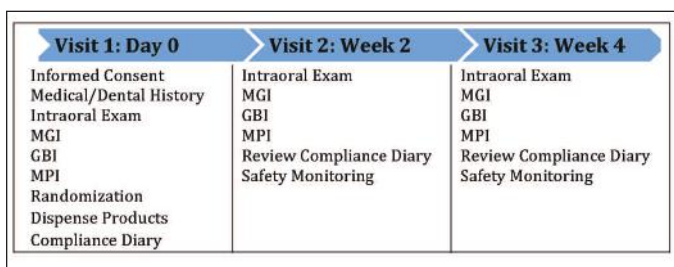 Visit 1: Day 0
Informed Consent
Medical/Dental History
Intraoral Exam
MGI
GBI
MPI
Randomization
Dispense Products
Compliance Diary
Visit 2: Week 2
Intraoral Exam
MGI
GBI
MPI
Review Compliance Diary
Safety Monitoring
Visit 3: Week 4
Intraoral Exam
MGI
GBI
MPI
Review Compliance Diary
Safety Monitoring